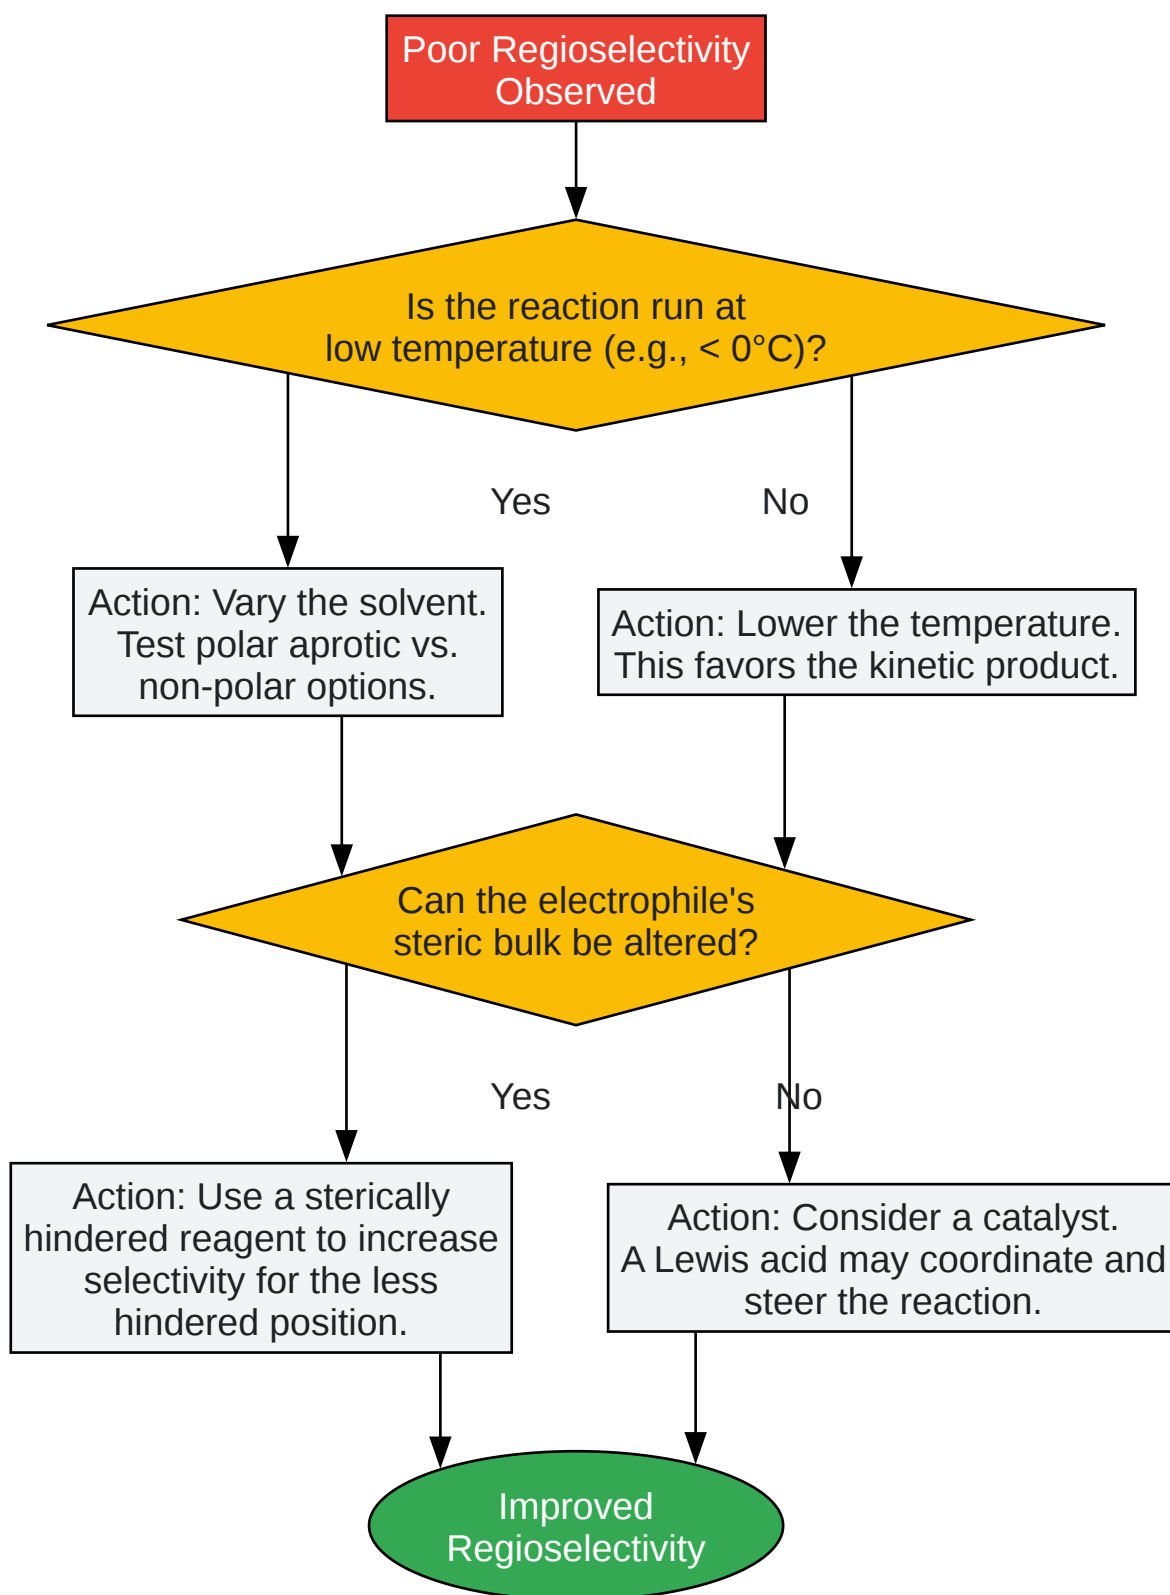 Poor Regioselectivity
Observed
Is the reaction run at
low temperature (e.g., < 0°C)?
Yes
No
Action: Vary the solvent.
Test polar aprotic vs.
non-polar options.
Action: Lower the temperature.
This favors the kinetic product.
Can the electrophile's
steric bulk be altered?
Yes
No
Action: Use a sterically
hindered reagent to increase
selectivity for the less
hindered position.
Action: Consider a catalyst.
A Lewis acid may coordinate and
steer the reaction.
Improved
Regioselectivity